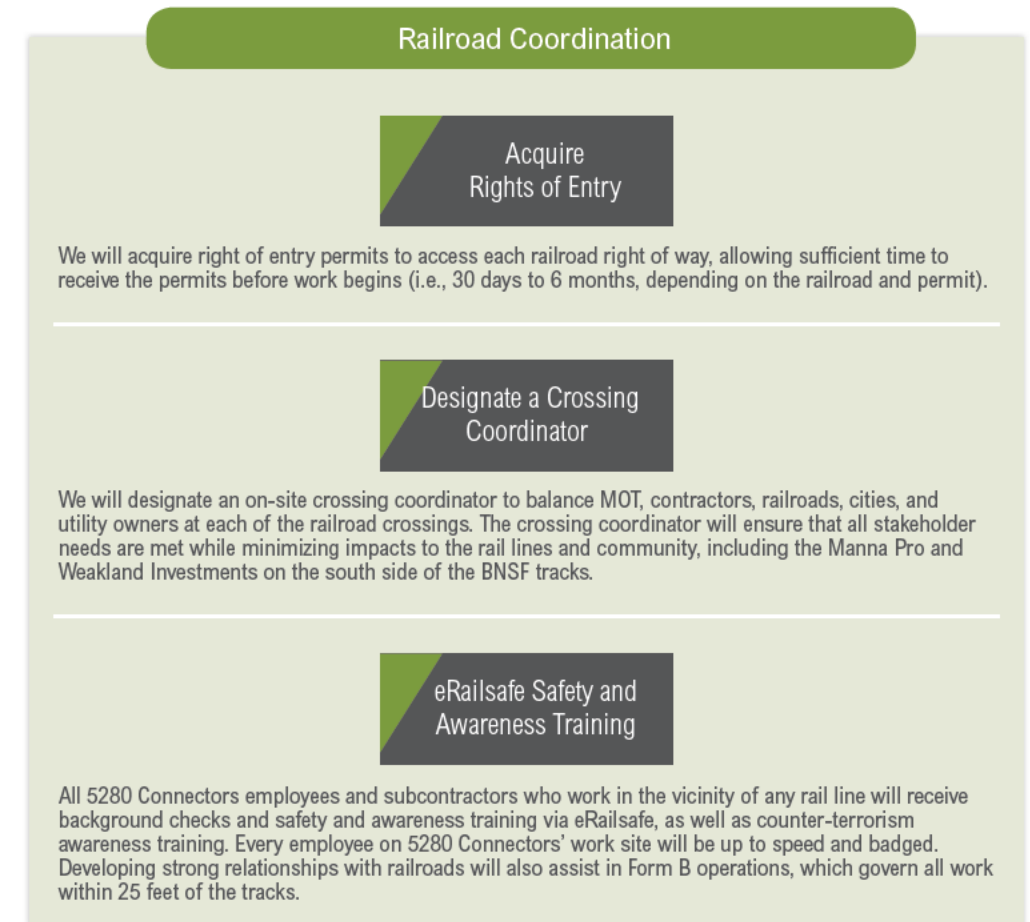 Railroad Coordination
Acquire
Rights of Entry
We will acquire right of entry permits to access each railroad right of way, allowing sufficient time to
receive the permits before work begins (i.e., 30 days to 6 months, depending on the railroad and permit).
Designate a Crossing
Coordinator
We will designate an on-site crossing coordinator to balance MOT, contractors, railroads, cities, and
utility owners at each of the railroad crossings. The crossing coordinator will ensure that all stakeholder
needs are met while minimizing impacts to the rail lines and community, including the Manna Pro and
Weakland Investments on the south side of the BNSF tracks.
eRailsafe Safety and
Awareness Training
All 5280 Connectors employees and subcontractors who work in the vicinity of any rail line will receive
background checks and safety and awareness training via eRailsafe, as well as counter-terrorism
awareness training. Every employee on 5280 Connectors’ work site will be up to speed and badged.
Developing strong relationships with railroads will also assist in Form B operations, which govern all work
within 25 feet of the tracks.